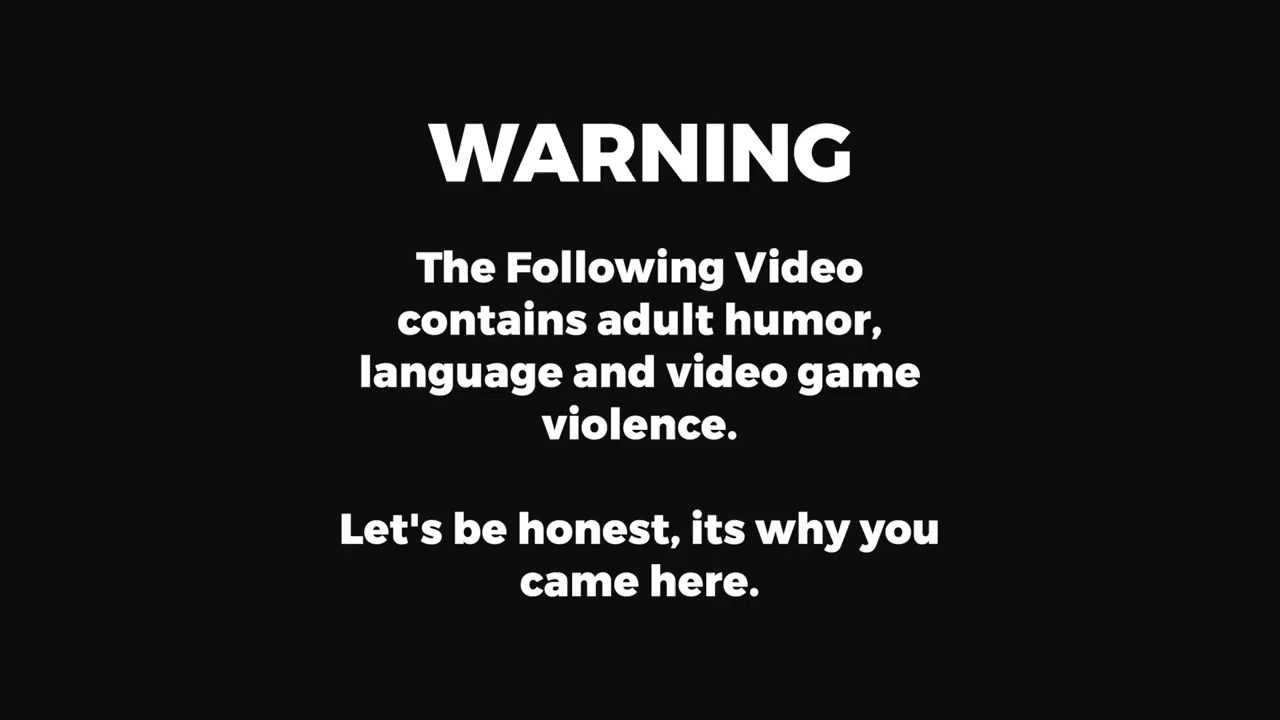 WARNING
The Following Video
contains adult humor,
language and video game
violence.
Let's be honest, its why you
came here.